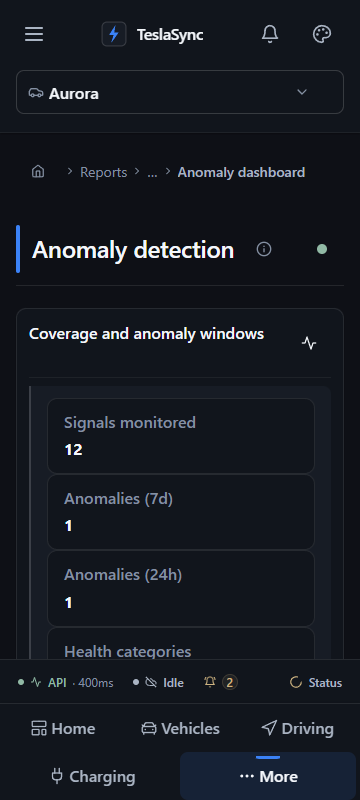 TeslaSync
Aurora
Reports
...
Anomaly dashboard
Anomaly detection
Coverage and anomaly windows
Signals monitored
12
Anomalies (7d)
1
Anomalies (24h)
1
Health categories
API · 400ms
Idle
2
Status
Home
Vehicles
Driving
Charging
More